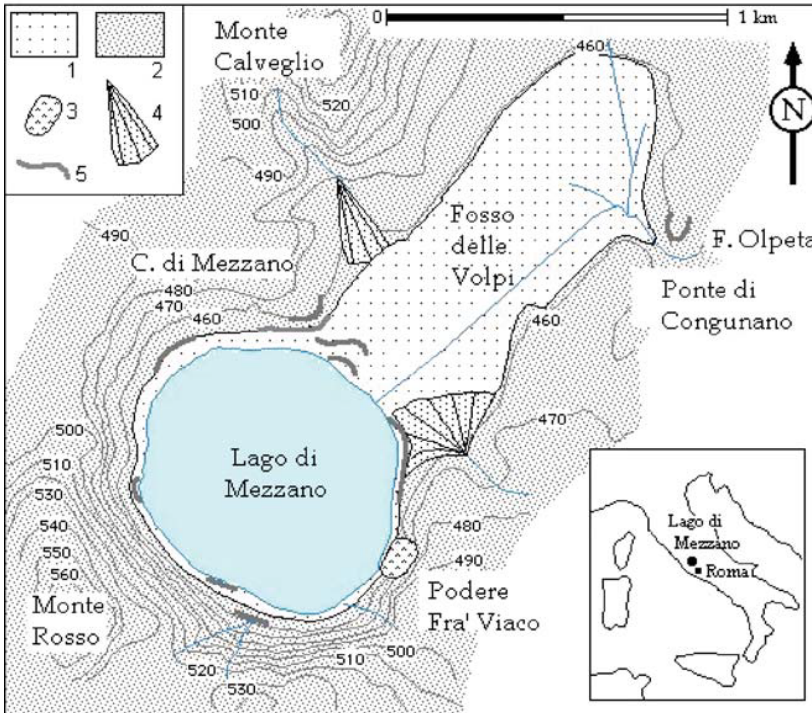 0
1 km
1
2
3
4
5
N
Monte
Calveglio
510
500
520
490
460
490
C. di Mezzano
480
470
460
Fosso
delle
Volpi
F. Olpeta
Ponte di
Congunano
460
470
500
510
530
540
550
560
Lago di
Mezzano
480
490
Monte
Rosso
Podere
Fra' Viaco
500
510
520
530
Lago di
Mezzano
Roma